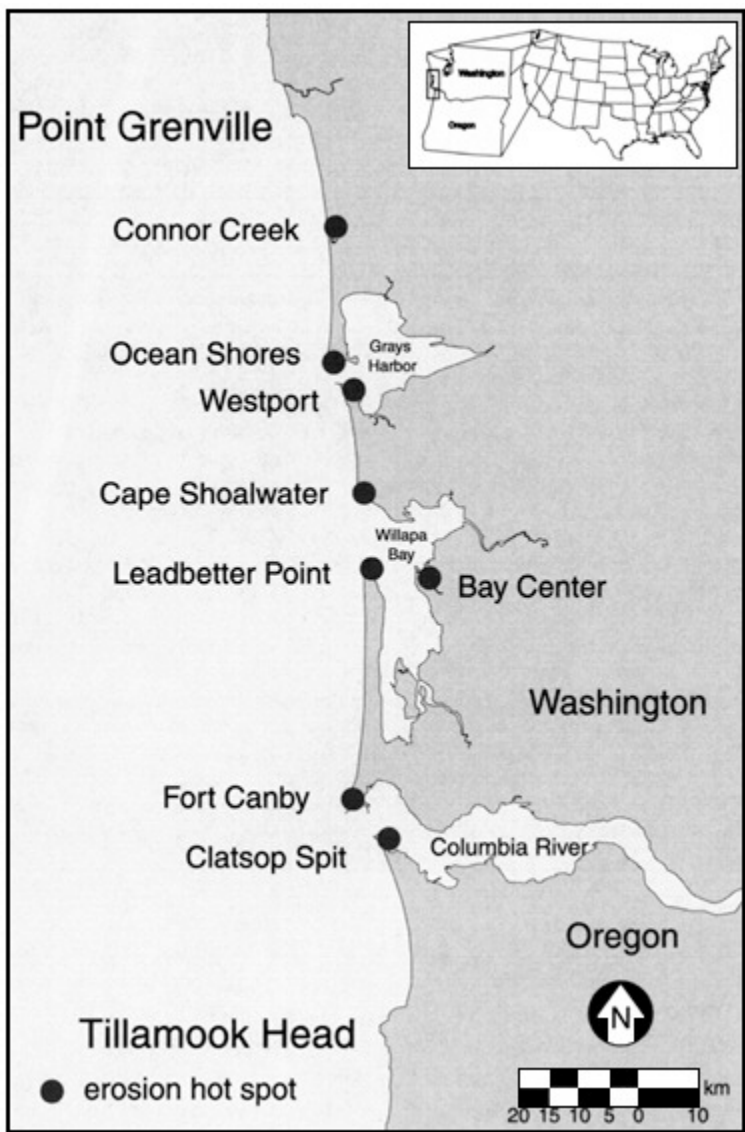 Washington
Oregon
Point Grenville
Connor Creek
Ocean Shores
Grays
Harbor
Westport
Cape Shoalwater
Willapa
Bay
Leadbetter Point
Bay Center
Washington
Fort Canby
Clatsop Spit
Columbia River
Oregon
N
Tillamook Head
erosion hot spot
km
20 15 10 5 0 10